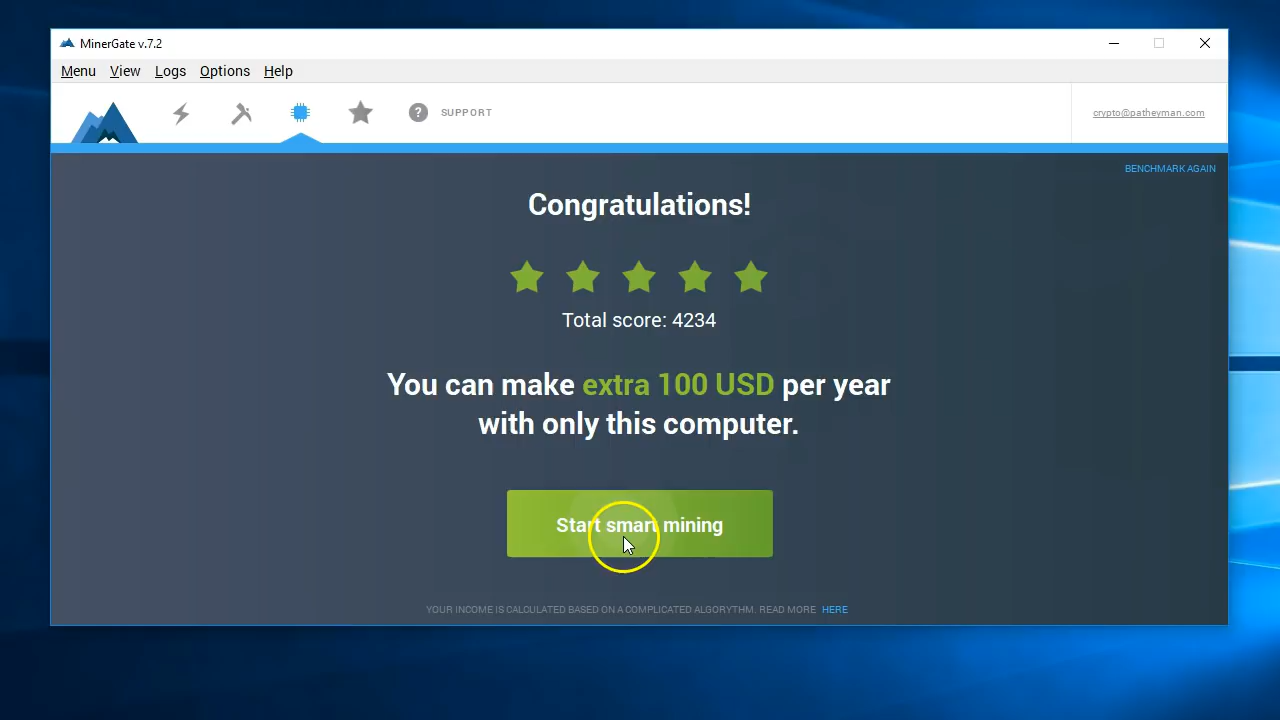 MinerGate v.7.2
Menu View Logs Options Help
? SUPPORT
crypto@patheyman.com
BENCHMARK AGAIN
Congratulations!
Total score: 4234
You can make extra 100 USD per year
with only this computer.
Start smart mining
YOUR INCOME IS CALCULATED BASED ON A COMPLICATED ALGORYTHM. READ MORE HERE